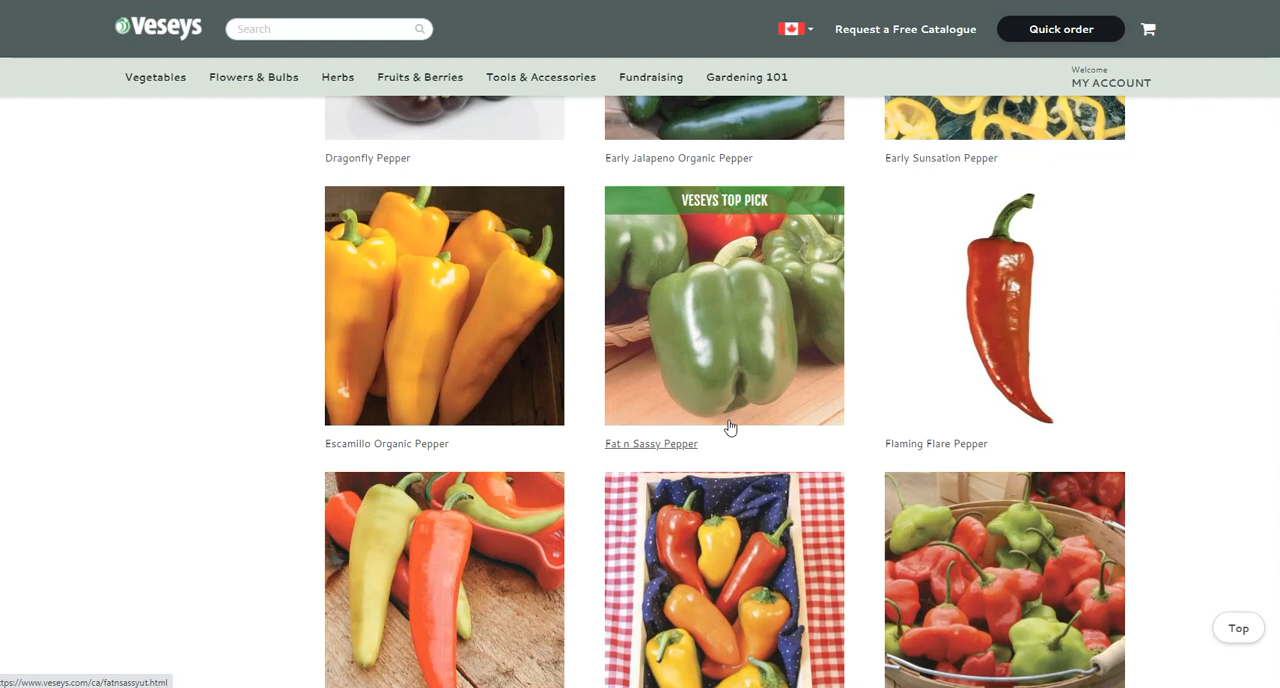 Veseys
Search
Request a Free Catalogue
Quick order
Vegetables
Flowers & Bulbs
Herbs
Fruits & Berries
Tools & Accessories
Fundraising
Gardening 101
Welcome
MY ACCOUNT
Dragonfly Pepper
Early Jalapeno Organic Pepper
Early Sunsation Pepper
VESEYS TOP PICK
Escamillo Organic Pepper
Fat n Sassy Pepper
Flaming Flare Pepper
Top
ttps://www.veseys.com/ca/fatnsassyut.html